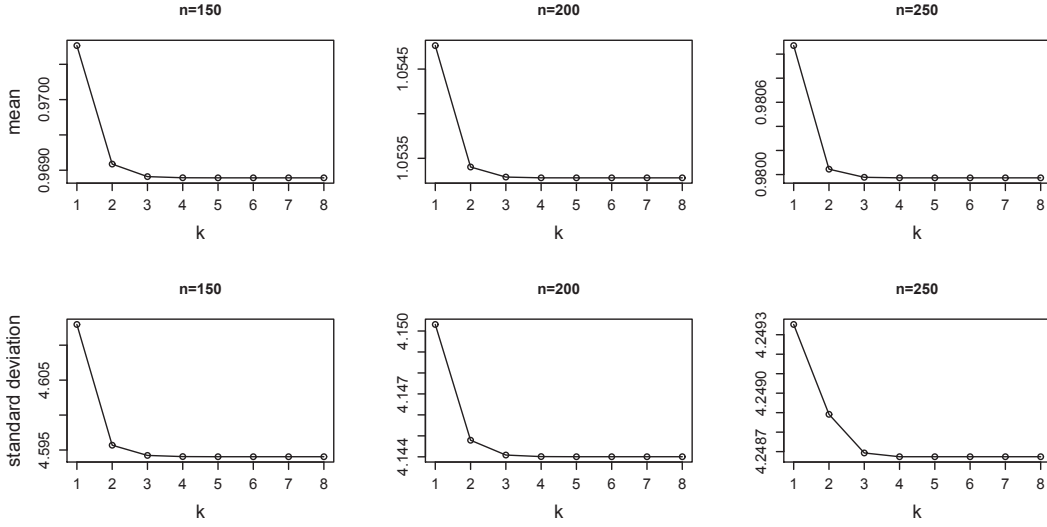 n=150
n=200
n=250
mean
0.9690 0.9700
1.0535 1.0545
0.9800 0.9806
1 2 3 4 5 6 7 8
1 2 3 4 5 6 7 8
1 2 3 4 5 6 7 8
k
k
k
n=150
n=200
n=250
standard deviation
4.595 4.605
4.144 4.147 4.150
4.2487 4.2490 4.2493
1 2 3 4 5 6 7 8
1 2 3 4 5 6 7 8
1 2 3 4 5 6 7 8
k
k
k